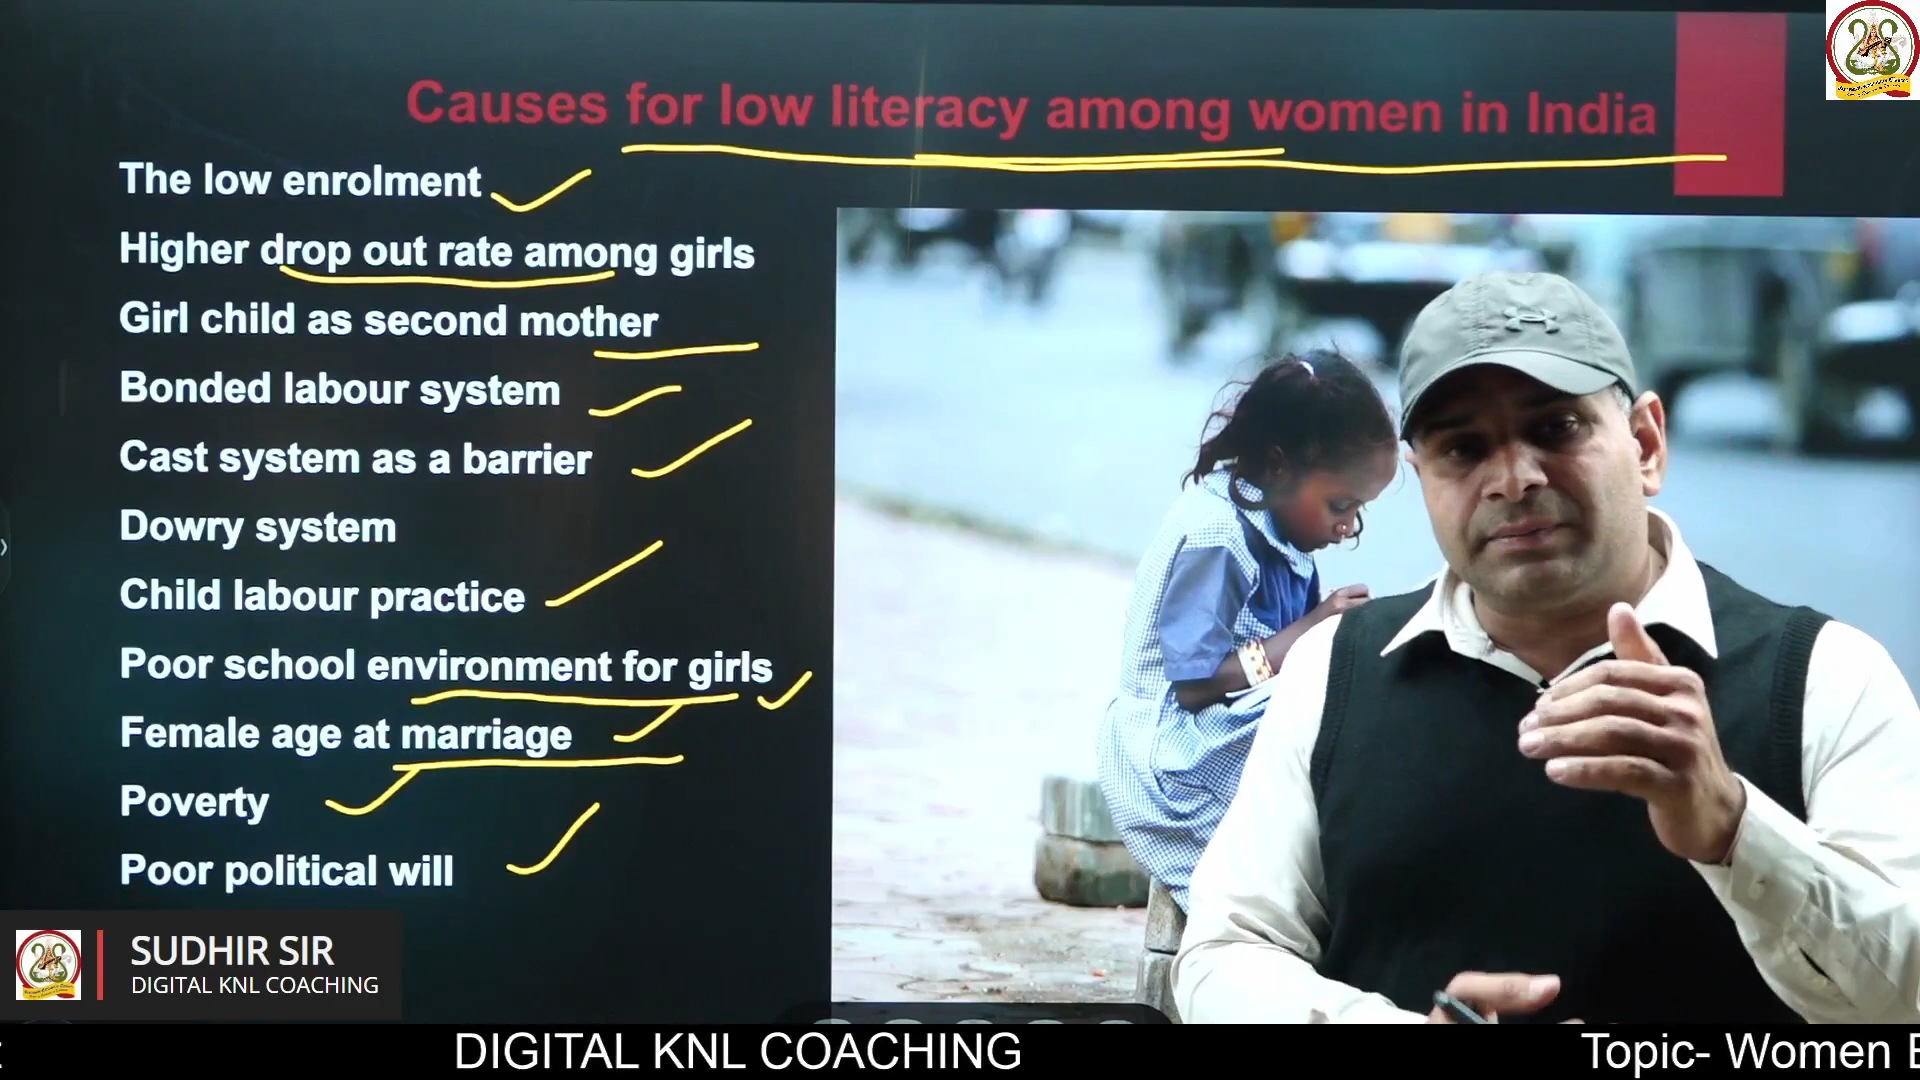 Causes for low literacy among women in India
The low enrolment
Higher drop out rate among girls
Girl child as second mother
Bonded labour system
Cast system as a barrier
Dowry system
Child labour practice
Poor school environment for girls
Female age at marriage
Poverty
Poor political will
SUDHIR SIR
DIGITAL KNL COACHING
DIGITAL KNL COACHING
Topic- Women E